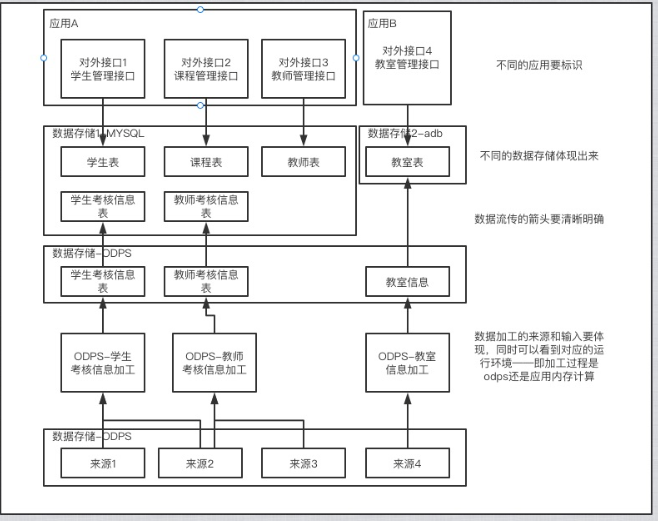 应用A
应用B
对外接口1
学生管理接口
对外接口2
课程管理接口
对外接口3
教师管理接口
对外接口4
教室管理接口
不同的应用要标识
数据存储1-MYSQL
数据存储2-adb
学生表
课程表
教师表
教室表
不同的数据存储体现出来
学生考核信息
表
教师考核信息
表
数据流传的箭头要清晰明确
数据存储-ODPS
学生考核信息
表
教师考核信息
表
教室信息
ODPS-学生
考核信息加工
ODPS-教师
考核信息加工
ODPS-教室
信息加工
数据加工的来源和输入要体
现，同时可以看到对应的运
行环境——即加工过程是
odps还是应用内存计算
数据存储-ODPS
来源1
来源2
来源3
来源4